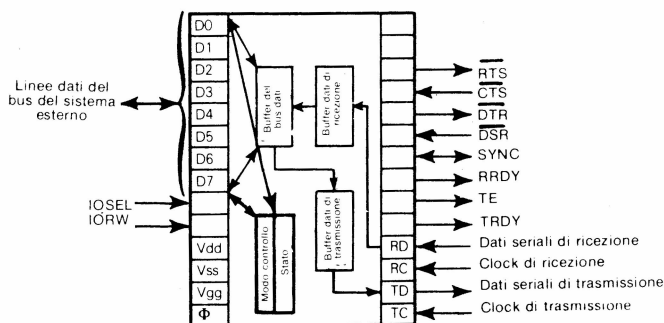 Linee dati del
bus del sistema
esterno
IOSEL
IORW
D0
D1
D2
D3
D4
D5
D6
D7
Vdd
Vss
Vgg
Φ
Buffer del
bus dati
Buffer dati di
ricezione
Modo controllo
Stato
Buffer dati di
trasmissione
RD
RC
TD
TC
RTS
CTS
DTR
DSR
SYNC
RRDY
TE
TRDY
Dati seriali di ricezione
Clock di ricezione
Dati seriali di trasmissione
Clock di trasmissione